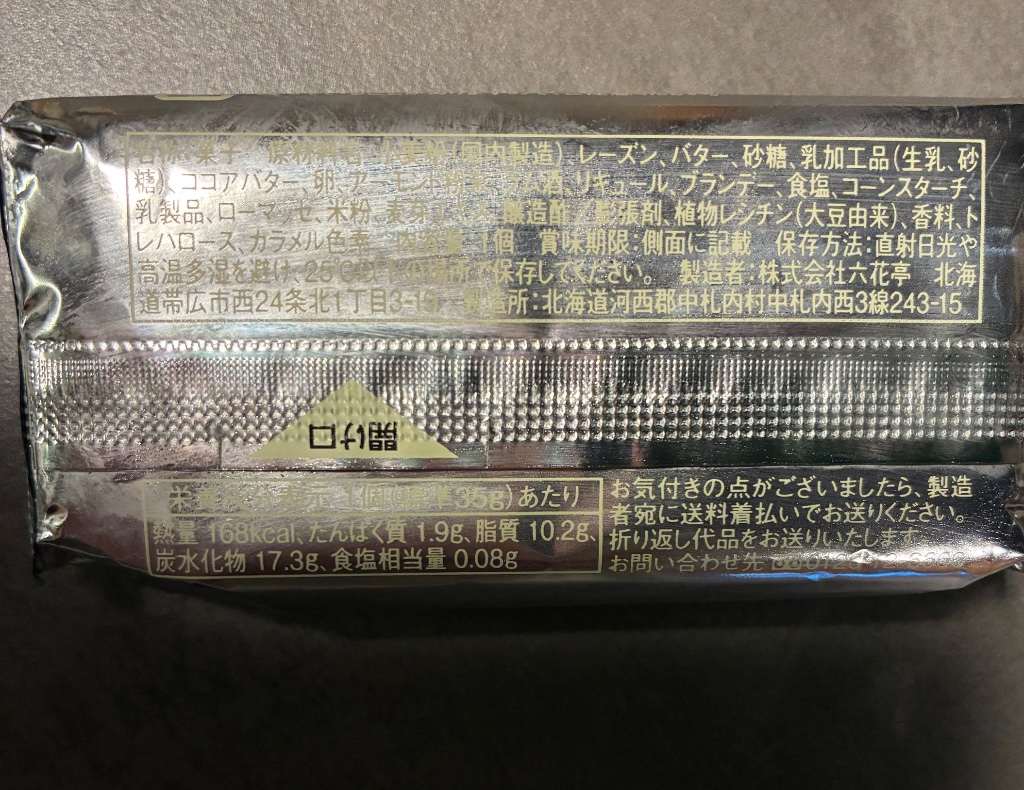 名称:菓子 原材料名:小麦粉(国内製造)、レーズン、バター、砂糖、乳加工品(生乳、砂
糖)、ココアバター、卵、アーモンド粉末、ラム酒、リキュール、ブランデー、食塩、コーンスターチ、
乳製品、ローマッセ、米粉、麦芽エキス、醸造酢/膨張剤、植物レシチン(大豆由来)、香料、ト
レハロース、カラメル色素 内容量:1個 賞味期限:側面に記載 保存方法:直射日光や
高温多湿を避け、25℃以下の場所で保存してください。 製造者:株式会社六花亭 北海
道帯広市西24条北1丁目3-19 製造所:北海道河西郡中札内村中札内西3線243-15
開け口
栄養成分表示 1個(標準35g)あたり
熱量 168kcal、たんぱく質 1.9g、脂質 10.2g、
炭水化物 17.3g、食塩相当量 0.08g
お気付きの点がございましたら、製造
者宛に送料着払いでお送りください。
折り返し代品をお送りいたします。
お問い合わせ先